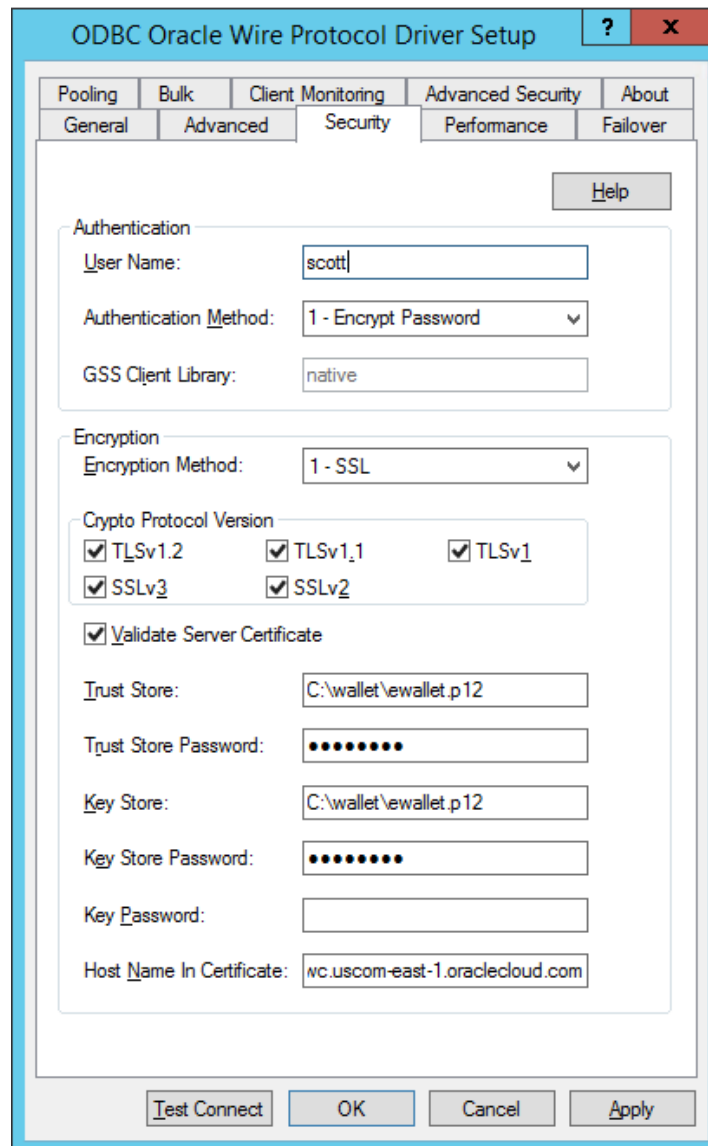 ODBC Oracle Wire Protocol Driver Setup ? x
Pooling Bulk Client Monitoring Advanced Security About
General Advanced Security Performance Failover
Help
Authentication
User Name: scott
Authentication Method: 1 - Encrypt Password
GSS Client Library: native
Encryption
Encryption Method: 1 - SSL
Crypto Protocol Version
TLSv1.2 TLSv1.1 TLSv1
SSLv3 SSLv2
Validate Server Certificate
Trust Store: C:\wallet\ewallet.p12
Trust Store Password: ●●●●●●●●
Key Store: C:\wallet\ewallet.p12
Key Store Password: ●●●●●●●●
Key Password:
Host Name In Certificate: wc.uscom-east-1.oraclecloud.com
Test Connect OK Cancel Apply